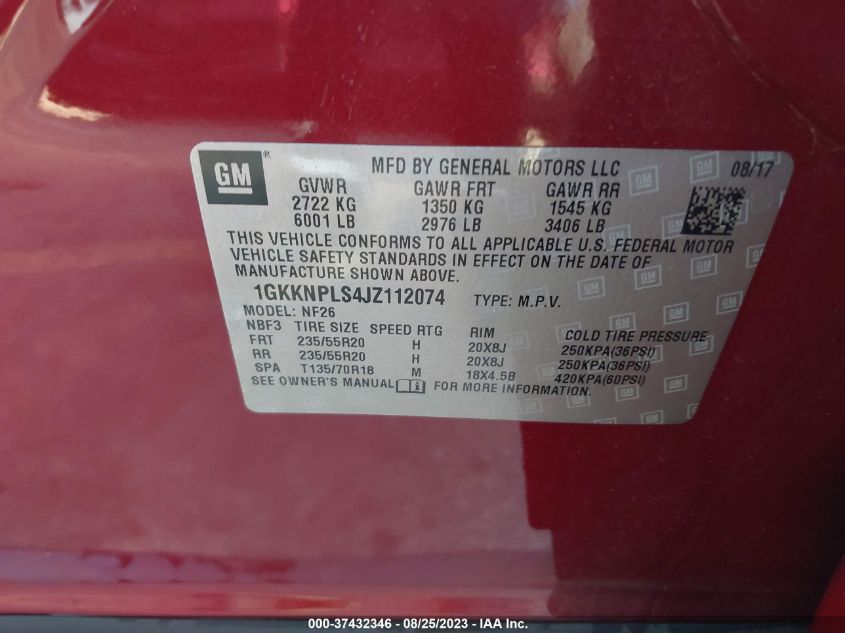 GM
MFD BY GENERAL MOTORS LLC 08/17
GVWR GAWR FRT GAWR RR
2722 KG 1350 KG 1545 KG
6001 LB 2976 LB 3406 LB
THIS VEHICLE CONFORMS TO ALL APPLICABLE U.S. FEDERAL MOTOR
VEHICLE SAFETY STANDARDS IN EFFECT ON THE DATE OF
MANUFACTURE SHOWN ABOVE.
1GKKNPLS4JZ112074 TYPE: M.P.V.
MODEL: NF26
NBF3 TIRE SIZE SPEED RTG RIM COLD TIRE PRESSURE
FRT 235/55R20 H 20X8J 250KPA(36PSI)
RR 235/55R20 H 20X8J 250KPA(36PSI)
SPA T135/70R18 M 18X4.5B 420KPA(60PSI)
SEE OWNER'S MANUAL FOR MORE INFORMATION.
000-37432346 - 08/25/2023 - IAA Inc.